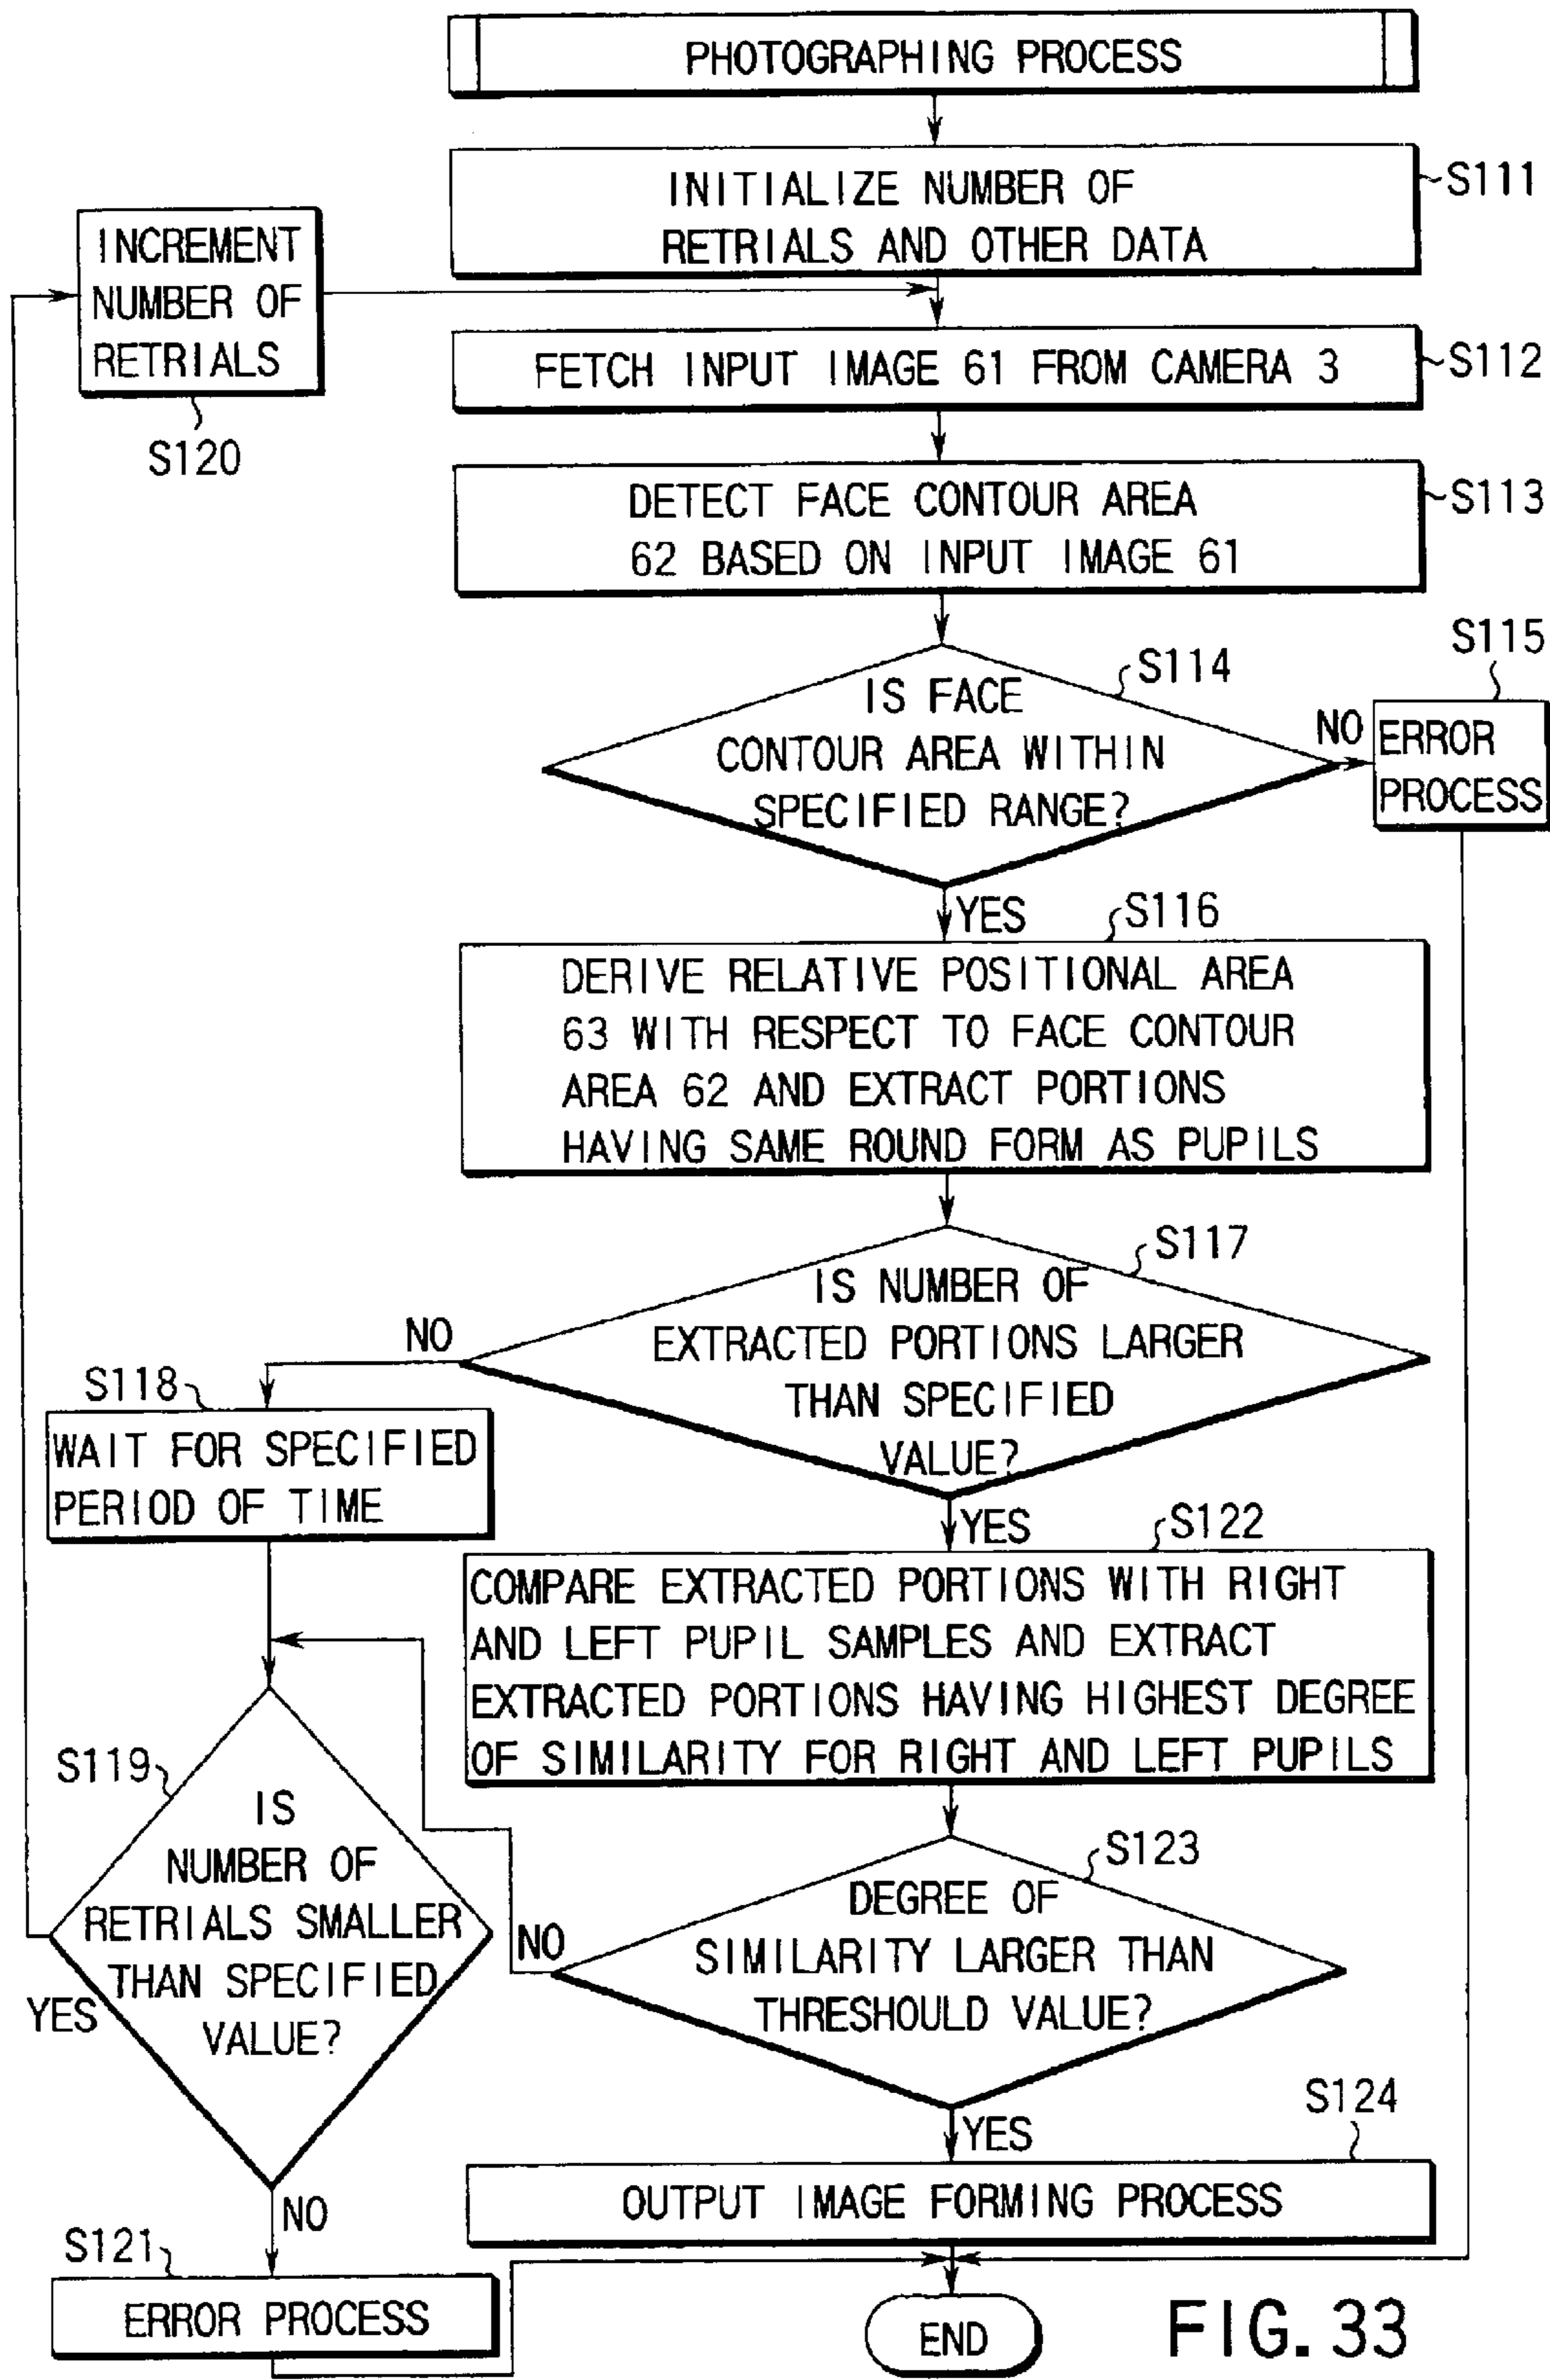 PHOTOGRAPHING PROCESS
INITIALIZE NUMBER OF
RETRIALS AND OTHER DATA
S111
INCREMENT
NUMBER OF
RETRIALS
S120
FETCH INPUT IMAGE 61 FROM CAMERA 3
S112
DETECT FACE CONTOUR AREA
62 BASED ON INPUT IMAGE 61
S113
IS FACE
CONTOUR AREA WITHIN
SPECIFIED RANGE?
S114
NO
S115
ERROR
PROCESS
YES
S116
DERIVE RELATIVE POSITIONAL AREA
63 WITH RESPECT TO FACE CONTOUR
AREA 62 AND EXTRACT PORTIONS
HAVING SAME ROUND FORM AS PUPILS
S117
IS NUMBER OF
EXTRACTED PORTIONS LARGER
THAN SPECIFIED
VALUE?
NO
S118
WAIT FOR SPECIFIED
PERIOD OF TIME
YES
S122
COMPARE EXTRACTED PORTIONS WITH RIGHT
AND LEFT PUPIL SAMPLES AND EXTRACT
EXTRACTED PORTIONS HAVING HIGHEST DEGREE
OF SIMILARITY FOR RIGHT AND LEFT PUPILS
S119
IS
NUMBER OF
RETRIALS SMALLER
THAN SPECIFIED
VALUE?
YES
S123
DEGREE OF
SIMILARITY LARGER THAN
THRESHOULD VALUE?
NO
YES
S124
OUTPUT IMAGE FORMING PROCESS
NO
S121
ERROR PROCESS
END
FIG. 33